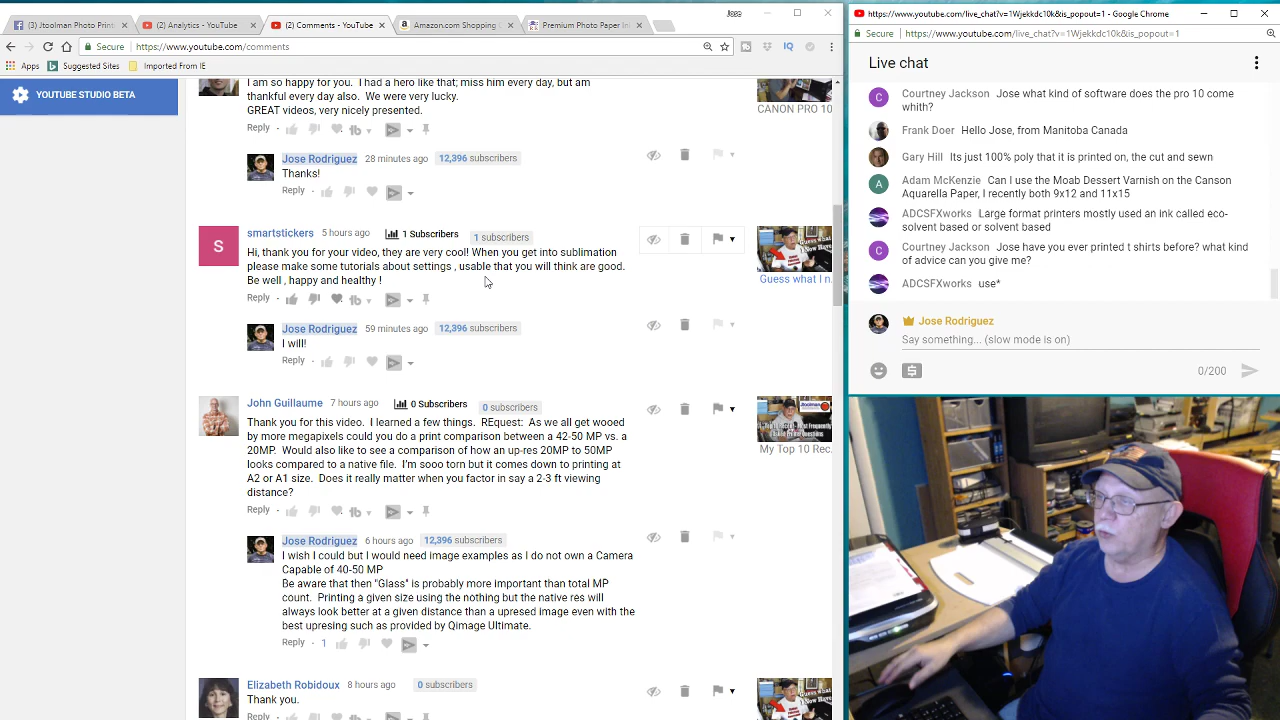 (3) Jtoolman Photo Print
(2) Analytics - YouTube
(2) Comments - YouTube
Amazon.com Shopping
Premium Photo Paper In
Secure
https://www.youtube.com/comments
IQ
Apps
Suggested Sites
Imported From IE
YOUTUBE STUDIO BETA
I am so happy for you. I had a hero like that; miss him every day, but am
thankful every day also. We were very lucky.
GREAT videos, very nicely presented.
Reply
CANON PRO 10
Jose Rodriguez 28 minutes ago 12,396 subscribers
Thanks!
Reply
S
smartstickers 5 hours ago 1 Subscribers 1 subscribers
Hi, thank you for your video, they are very cool! When you get into sublimation
please make some tutorials about settings , usable that you will think are good.
Be well , happy and healthy !
Reply
Guess what I n
Jose Rodriguez 59 minutes ago 12,396 subscribers
I will!
Reply
John Guillaume 7 hours ago 0 Subscribers 0 subscribers
Thank you for this video. I learned a few things. REquest: As we all get wooed
by more megapixels could you do a print comparison between a 42-50 MP vs. a
20MP. Would also like to see a comparison of how an up-res 20MP to 50MP
looks compared to a native file. I'm sooo torn but it comes down to printing at
A2 or A1 size. Does it really matter when you factor in say a 2-3 ft viewing
distance?
Reply
My Top 10 Rec.
Jose Rodriguez 6 hours ago 12,396 subscribers
I wish I could but I would need image examples as I do not own a Camera
Capable of 40-50 MP
Be aware that then "Glass" is probably more important than total MP
count. Printing a given size using the nothing but the native res will
always look better at a given distance than a upresed image even with the
best upresing such as provided by Qimage Ultimate.
Reply 1
Elizabeth Robidoux 8 hours ago 0 subscribers
Thank you.
Reply
https://www.youtube.com/live_chat?v=1Wjekkdc10k&is_popout=1 - Google Chrome
Secure
https://www.youtube.com/live_chat?v=1Wjekkdc10k&is_popout=1
Live chat
C
Courtney Jackson Jose what kind of software does the pro 10 come
whith?
Frank Doer Hello Jose, from Manitoba Canada
Gary Hill Its just 100% poly that it is printed on, the cut and sewn
A
Adam McKenzie Can I use the Moab Dessert Varnish on the Canson
Aquarella Paper, I recently both 9x12 and 11x15
ADCSFXworks Large format printers mostly used an ink called eco-
solvent based or solvent based
C
Courtney Jackson Jose have you ever printed t shirts before? what kind
of advice can you give me?
ADCSFXworks use*
Jose Rodriguez
Say something... (slow mode is on)
0/200